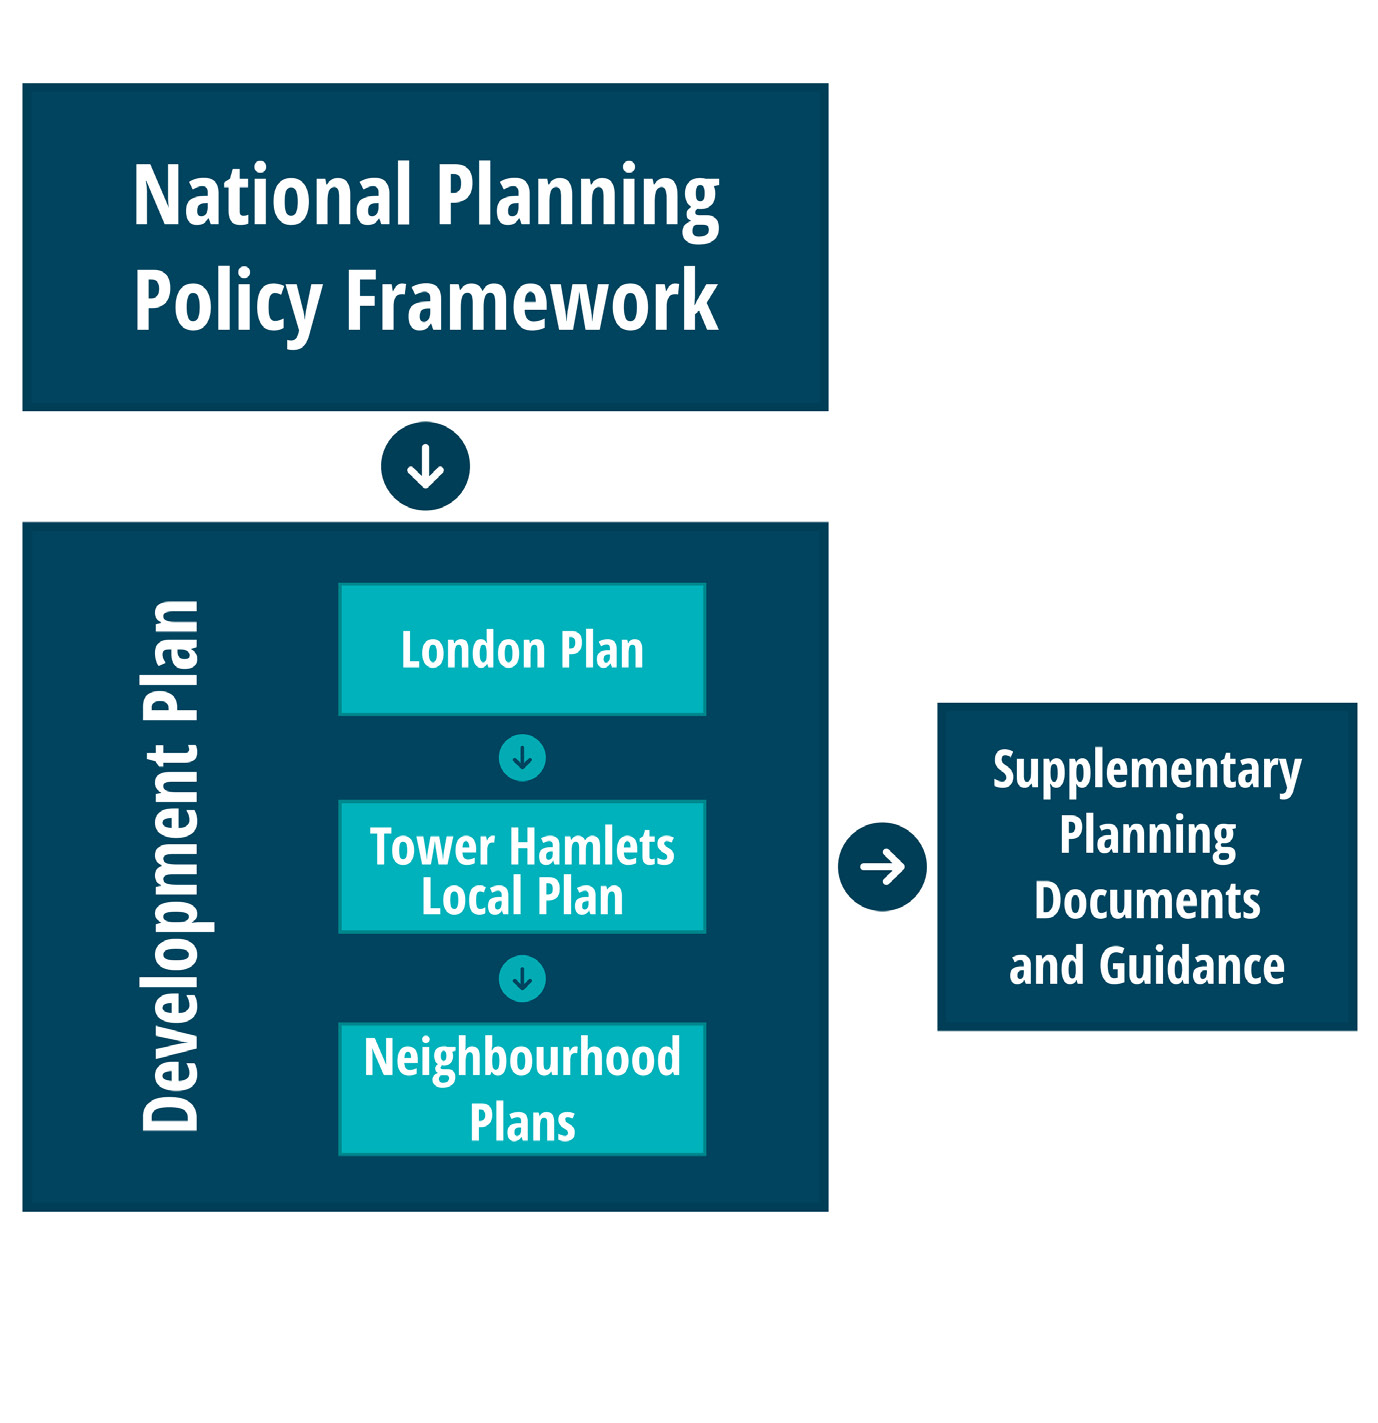 National Planning
Policy Framework
Development Plan
London Plan
Tower Hamlets
Local Plan
Neighbourhood
Plans
Supplementary
Planning
Documents
and Guidance